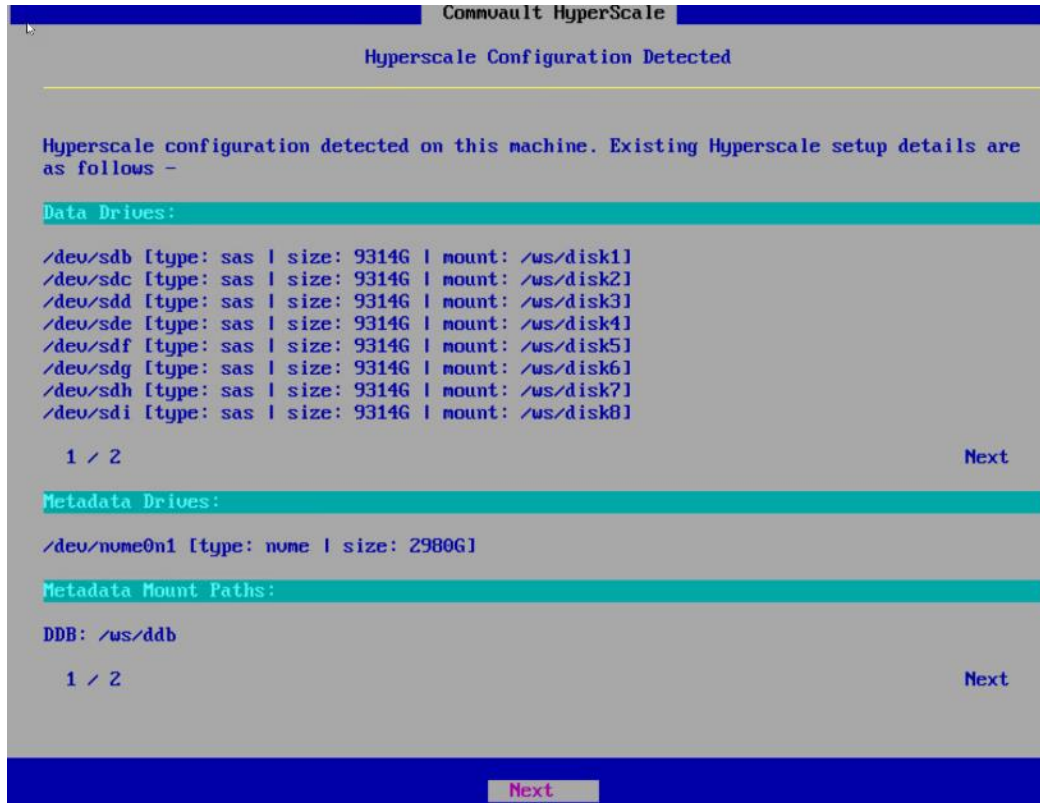 Commvault HyperScale
Hyperscale Configuration Detected
Hyperscale configuration detected on this machine. Existing Hyperscale setup details are
as follows -
Data Drives:
/dev/sdb [type: sas | size: 9314G | mount: /ws/disk1]
/dev/sdc [type: sas | size: 9314G | mount: /ws/disk2]
/dev/sdd [type: sas | size: 9314G | mount: /ws/disk3]
/dev/sde [type: sas | size: 9314G | mount: /ws/disk4]
/dev/sdf [type: sas | size: 9314G | mount: /ws/disk5]
/dev/sdg [type: sas | size: 9314G | mount: /ws/disk6]
/dev/sdh [type: sas | size: 9314G | mount: /ws/disk7]
/dev/sdi [type: sas | size: 9314G | mount: /ws/disk8]
1 / 2 Next
Metadata Drives:
/dev/nvme0n1 [type: nvme | size: 2980G]
Metadata Mount Paths:
DDB: /ws/ddb
1 / 2 Next
Next